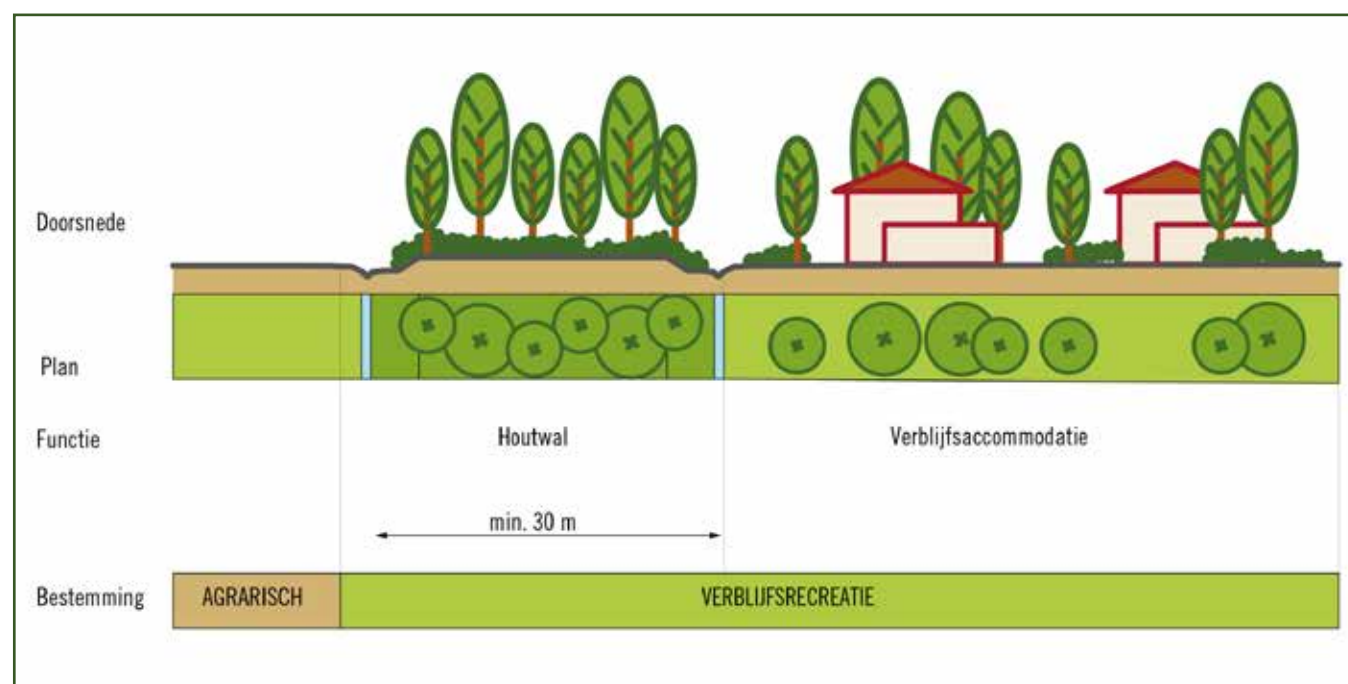 Doorsnede
Plan
Functie Houtwal Verblijfsaccommodatie
min. 30 m
Bestemming AGRARISCH VERBLIJFSRECREATIE